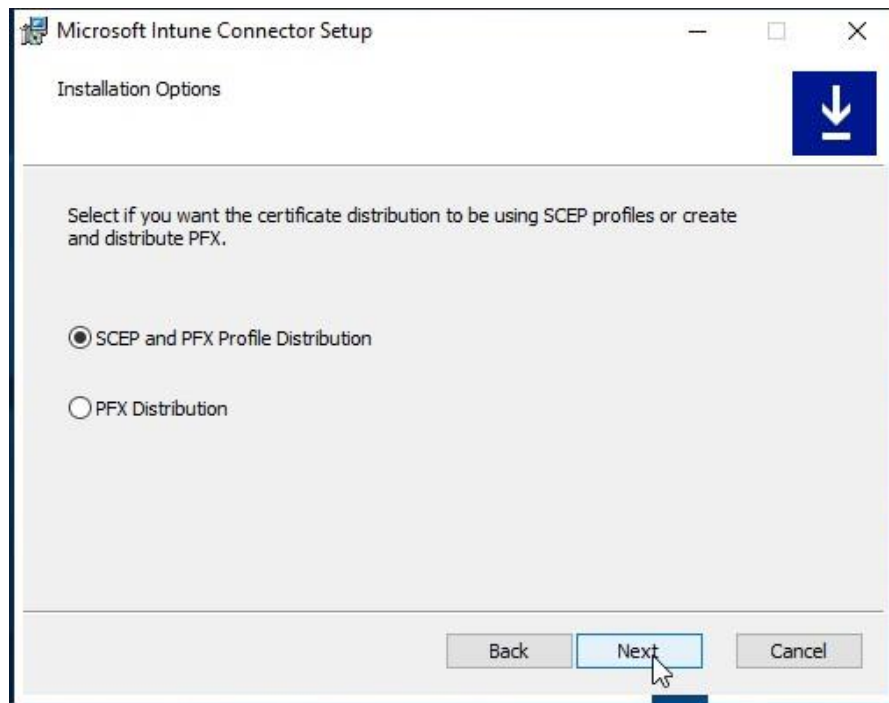 Microsoft Intune Connector Setup
Installation Options
Select if you want the certificate distribution to be using SCEP profiles or create
and distribute PFX.
SCEP and PFX Profile Distribution
PFX Distribution
Back Next Cancel